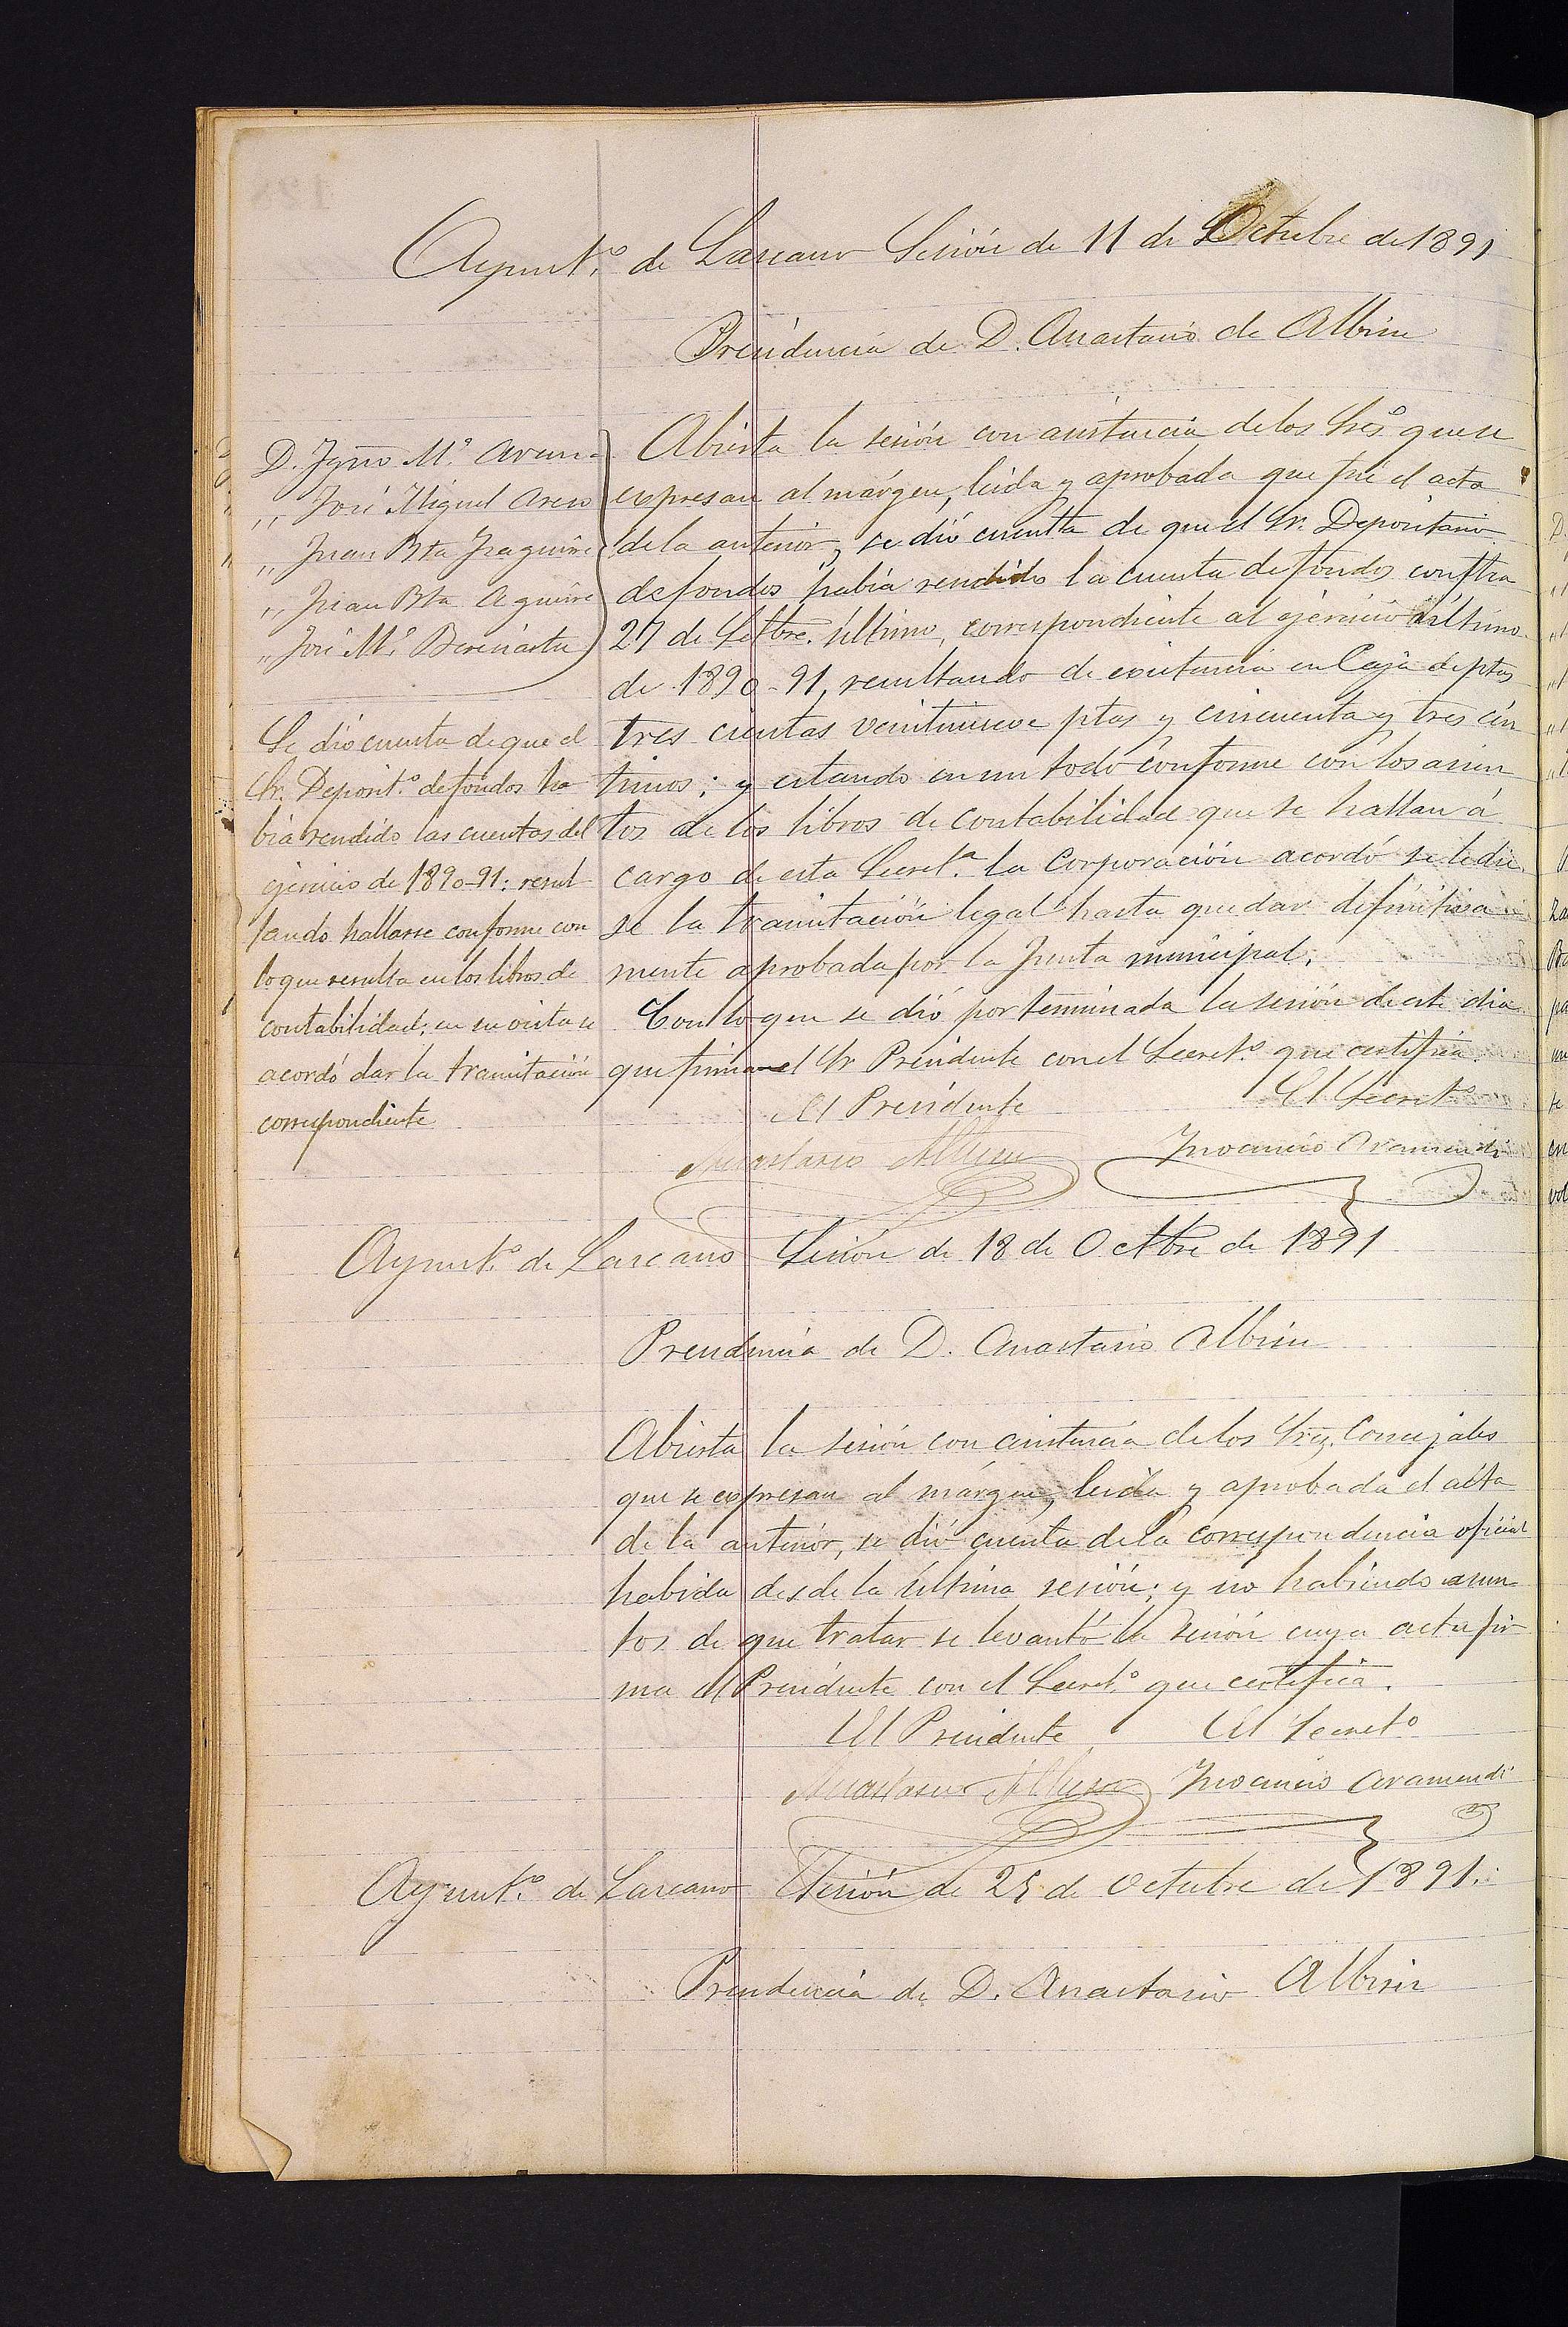 Ayunt.º de Lazcano Sesión de 11 de Octubre de 1891
Presidencia de D. Anastasio de Albisu
D. Ygno M.ª
,, José Miguel Areso
,, Juan Bta Yzaguirre
,, Juan Bta Aguirre
,, José M.ª Berasiartu
Se dió cuenta de que el
Sr. Deposit.º de fondos ha-
bia rendido las cuentas del
ejercicio de 1890-91: resul-
tando hallarse conforme con
lo que resulta en los libros de
contabilidad; en su vista se
acordó dar la tramitación
correspondiente
Abierta la sesión con asistencia de los Sres que se
expresan al márgen, leida y aprobada que fué el acta
de la anterior, se dió cuenta de que el Sr. Depositario
de fondos habia rendido la cuenta de fondos con fha
27 de Setbre. último, correspondiente al ejercicio último
de 1890-91, resultando de existencia en Caja de ptas
tres cientas veintinueve ptas y cincuenta y tres cén
timos; y estando en un todo conforme con los asien
tos de los libros de contabilidad que se hallan á
cargo de esta Secret.ª la Corporación acordó se le die
se la tramitación legal hasta quedar definitiva
mente aprobada por la Junta municipal.
Con lo que se dió por terminada la sesión de este dia
que firma el Sr Presidente con el Secret.º que certifica.
El Presidente El Secret.º
Anastasio Albisu Ynocencio Aramendi
Ayunt.º de Lazcano Sesión de 18 de Octbre de 1891
Presidencia de D. Anastasio Albisu
Abierta la sesión con asistencia de los Sres. Concejales
que se expresan al márgen, leida y aprobada el acta
de la anterior, se dió cuenta de la correspondencia oficial
habida desde la última sesión; y no habiendo asun
tos de que tratar se levantó la sesión cuya acta fir
ma el Presidente con el Secret.º que certifica.
El Presidente El Secret.º
Anastasio Albisu Ynocencio Aramendi
Ayunt.º de Lazcano Sesión de 25 de Octubre de 1891.
Presidencia de D. Anastasio Albisu